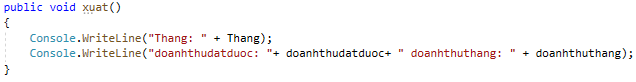 public void xuat()
{
    Console.WriteLine("Thang: " + Thang);
    Console.WriteLine("doanhthudatduoc: "+ doanhthudatduoc+ " doanhthuthang: " + doanhthuthang);
}